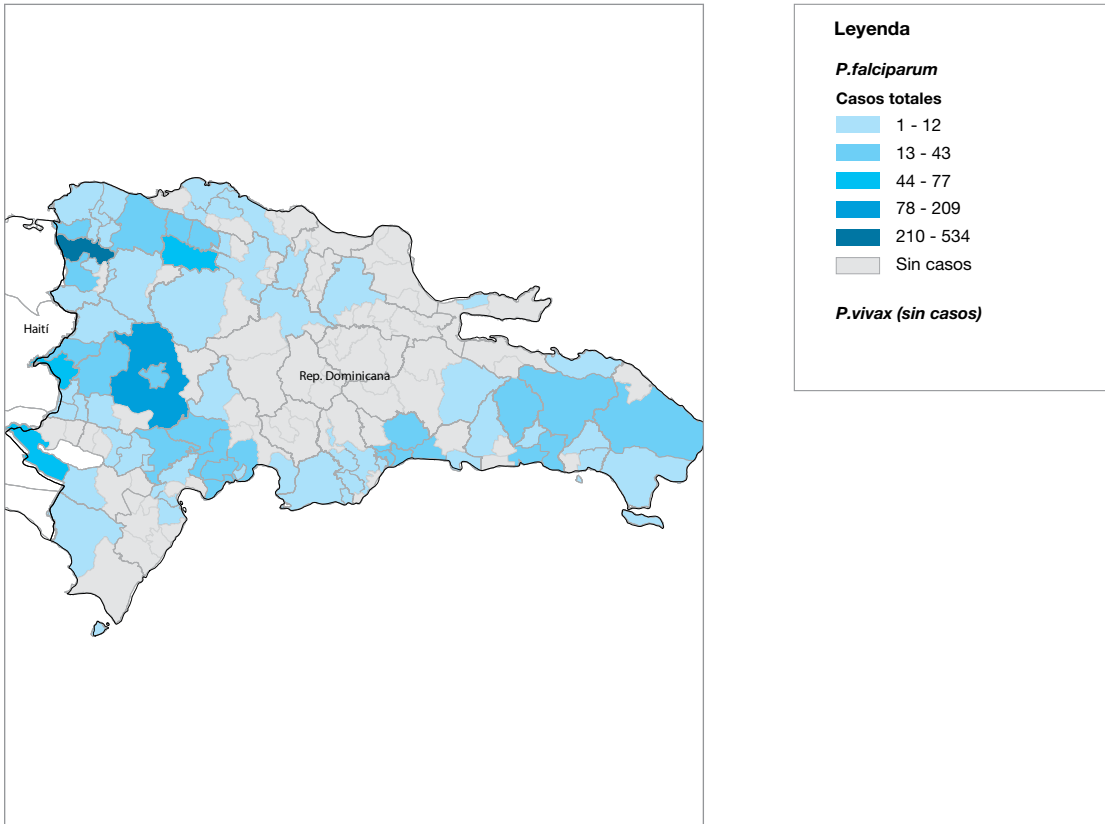 Leyenda
P.falciparum
Casos totales
1 - 12
13 - 43
44 - 77
78 - 209
210 - 534
Sin casos
P.vivax (sin casos)
Haití
Rep. Dominicana